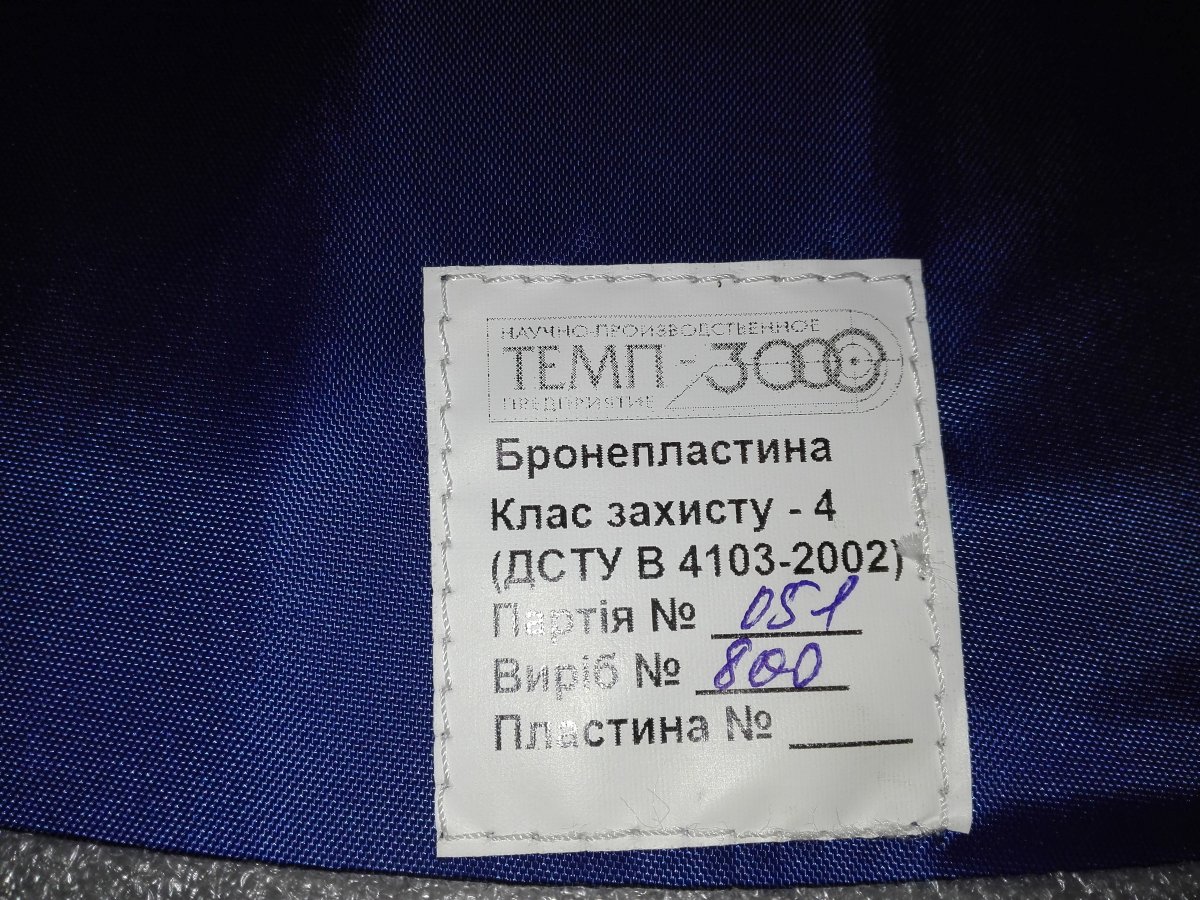 НАУЧНО-ПРОИЗВОДСТВЕННОЕ
ТЕМП-3000
ПРЕДПРИЯТИЕ
Бронепластина
Клас захисту - 4
(ДСТУ В 4103-2002)
Партія № 051
Виріб № 800
Пластина № ______